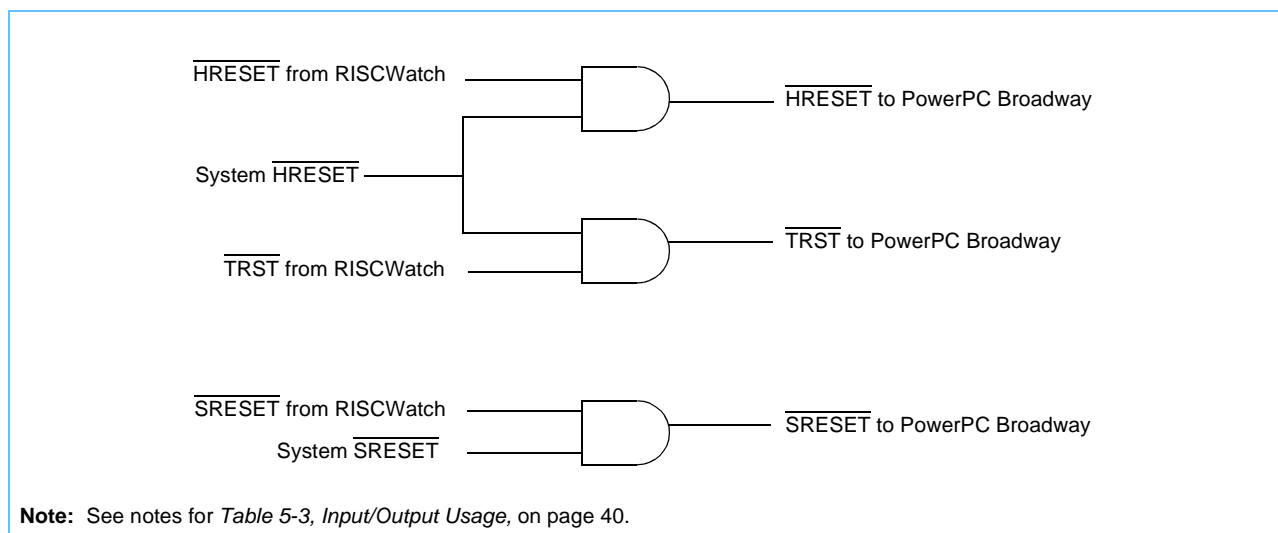 HRESET from RISCWatch
HRESET to PowerPC Broadway
System HRESET
TRST to PowerPC Broadway
TRST from RISCWatch
SRESET from RISCWatch
SRESET to PowerPC Broadway
System SRESET
Note: See notes for Table 5-3, Input/Output Usage, on page 40.